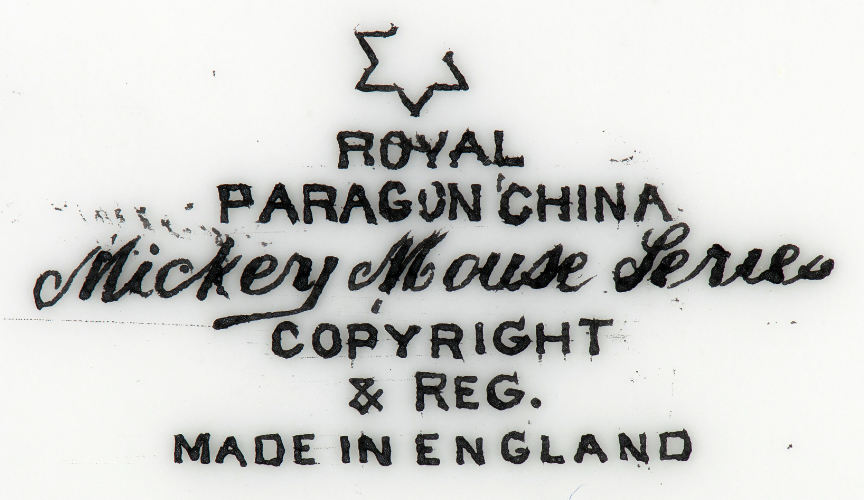 ROYAL
PARAGON CHINA
Mickey Mouse Series
COPYRIGHT
& REG.
MADE IN ENGLAND